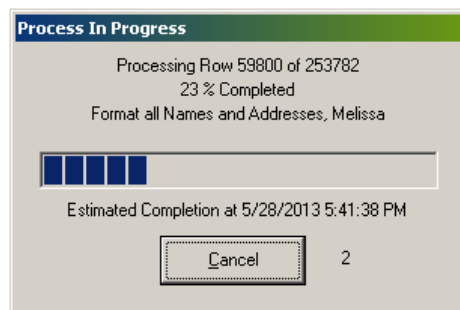 Process In Progress
Processing Row 59800 of 253782
23 % Completed
Format all Names and Addresses, Melissa
Estimated Completion at 5/28/2013 5:41:38 PM
Cancel 2